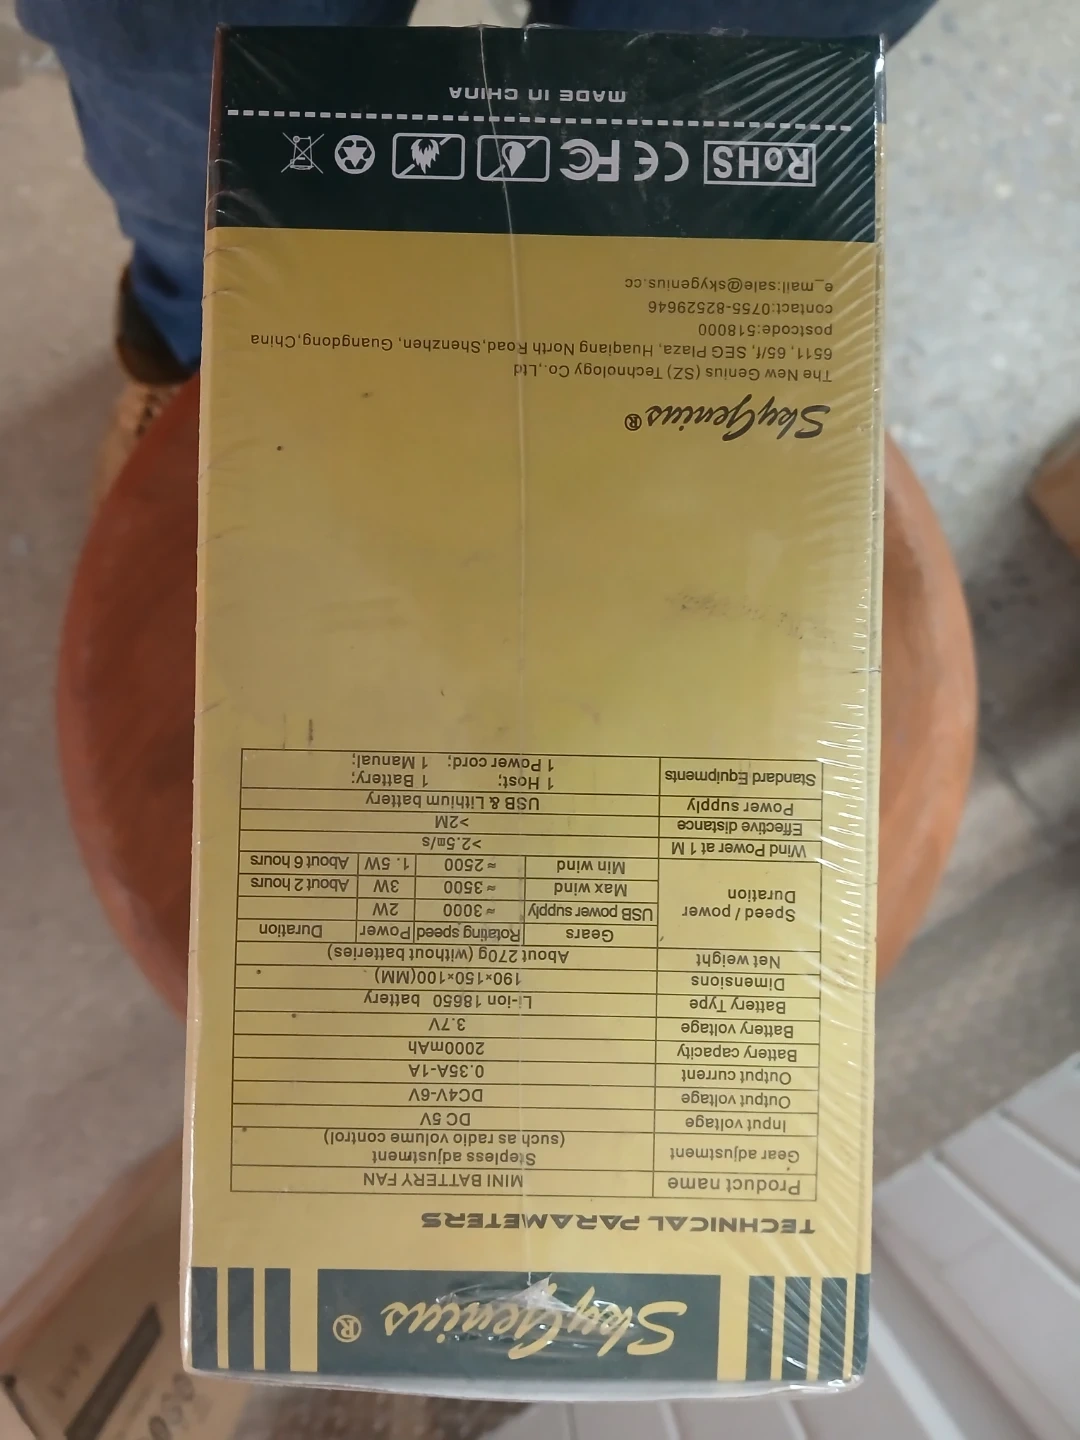 SkyGenius®
TECHNICAL PARAMETERS
Product name MINI BATTERY FAN
Gear adjustment Stepless adjustment
(such as radio volume control)
Input voltage DC 5V
Output voltage DC4V-6V
Output current 0.35A-1A
Battery capacity 2000mAh
Battery voltage 3.7V
Battery Type Li-ion 18650 battery
Dimensions 190×150×100(MM)
Net weight About 270g (without batteries)
Speed / power
Duration
Gears Rotating speed Power Duration
USB power supply ≈ 3000 2W
Max wind ≈ 3500 3W About 2 hours
Min wind ≈ 2500 1.5W About 6 hours
Wind Power at 1 M >2.5m/s
Effective distance >2M
Power supply USB & Lithium battery
Standard Equipments 1 Host; 1 Battery;
1 Power cord; 1 Manual;
SkyGenius®
The New Genius (SZ) Technology Co.,Ltd
6511, 65/f, SEG Plaza, Huaqiang North Road,Shenzhen, Guangdong,China,
postcode:518000
contact:0755-82529646
e_mail:sale@skygenius.cc
RoHS CE FC
MADE IN CHINA